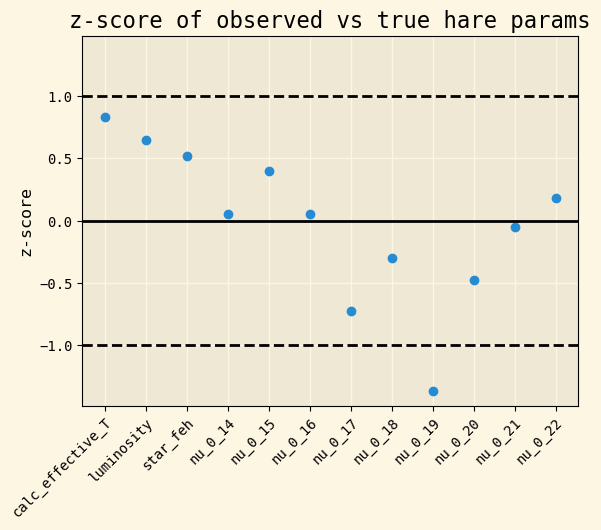 z-score of observed vs true hare params
z-score
1.0
0.5
0.0
−0.5
−1.0
calc_effective_T
luminosity
star_feh
nu_0_14
nu_0_15
nu_0_16
nu_0_17
nu_0_18
nu_0_19
nu_0_20
nu_0_21
nu_0_22